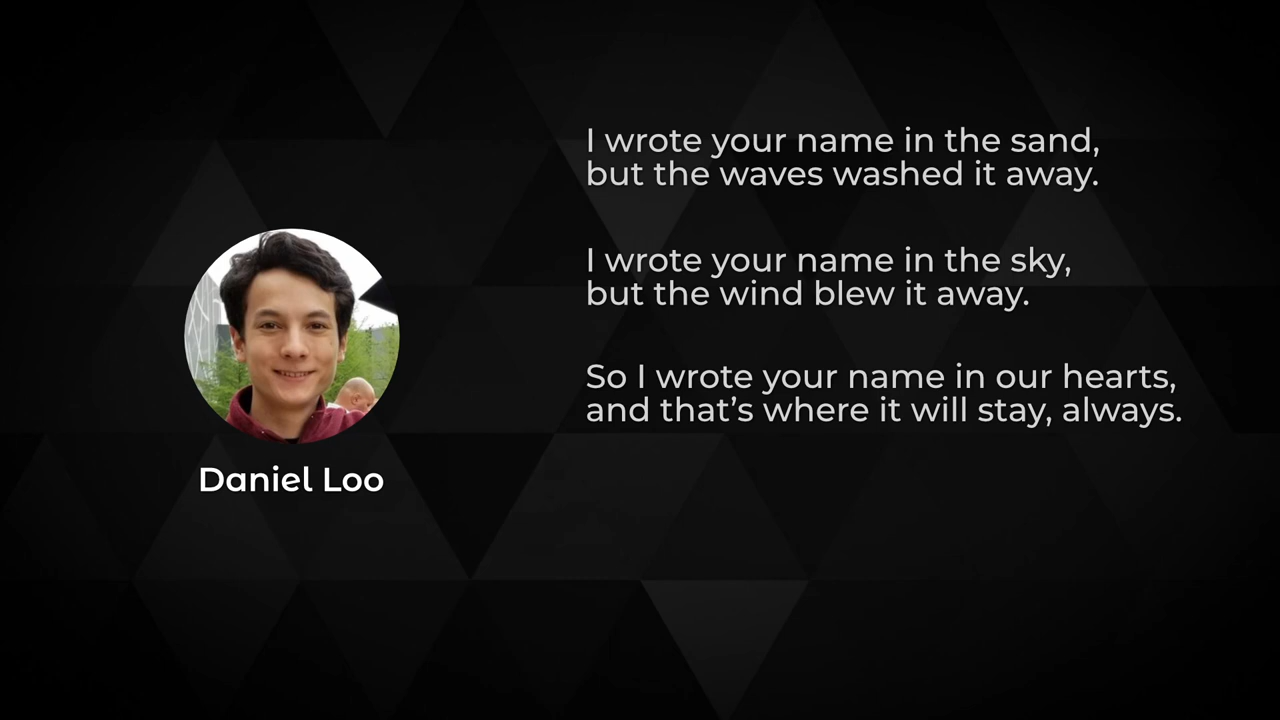 I wrote your name in the sand,
but the waves washed it away.
I wrote your name in the sky,
but the wind blew it away.
So I wrote your name in our hearts,
and that’s where it will stay, always.
Daniel Loo